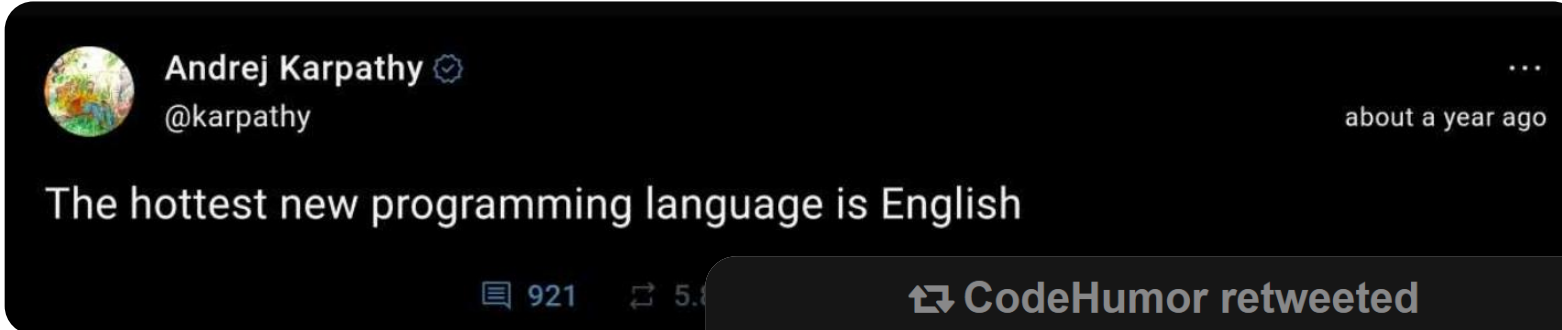 Andrej Karpathy
@karpathy
about a year ago
The hottest new programming language is English
921
CodeHumor retweeted